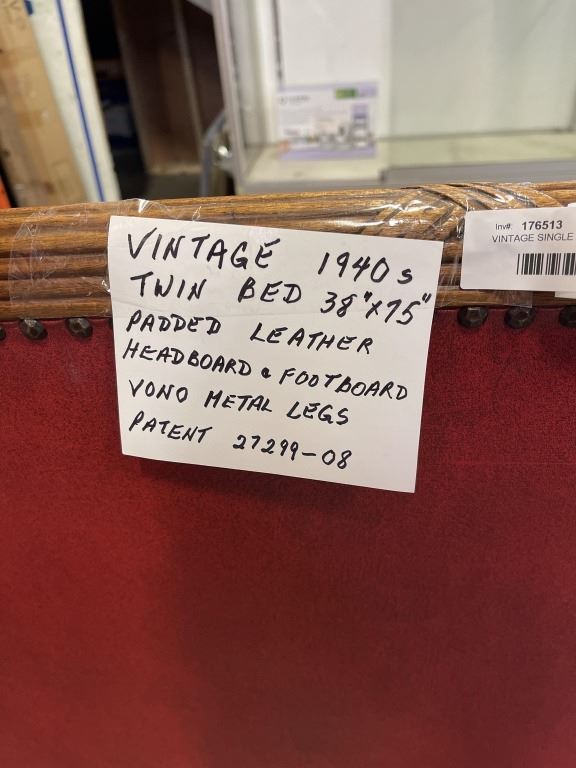 VINTAGE 1940s
TWIN BED 38"X75"
PADDED LEATHER
HEADBOARD & FOOTBOARD
VONO METAL LEGS
PATENT 27299-08
Inv#: 176513
VINTAGE SINGLE